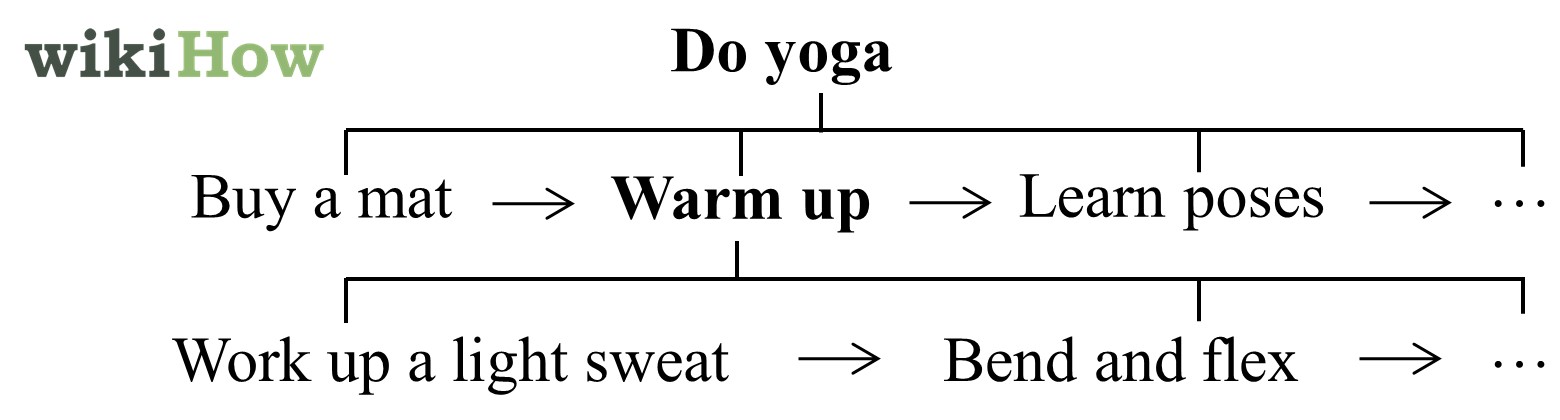 wikiHow
Do yoga
Buy a mat → Warm up → Learn poses → ...
Work up a light sweat → Bend and flex → ...